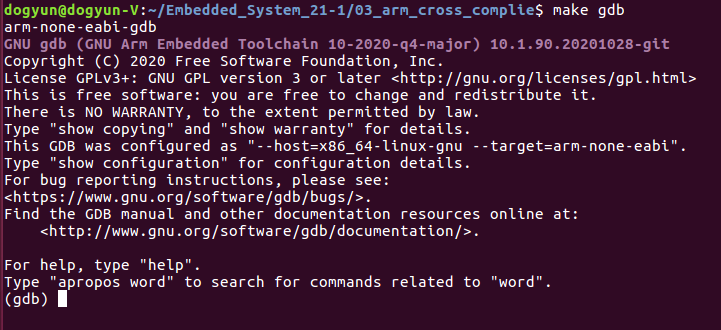 dogyun@dogyun-V:~/Embedded_System_21-1/03_arm_cross_complie$ make gdb
arm-none-eabi-gdb
GNU gdb (GNU Arm Embedded Toolchain 10-2020-q4-major) 10.1.90.20201028-git
Copyright (C) 2020 Free Software Foundation, Inc.
License GPLv3+: GNU GPL version 3 or later <http://gnu.org/licenses/gpl.html>
This is free software: you are free to change and redistribute it.
There is NO WARRANTY, to the extent permitted by law.
Type "show copying" and "show warranty" for details.
This GDB was configured as "--host=x86_64-linux-gnu --target=arm-none-eabi".
Type "show configuration" for configuration details.
For bug reporting instructions, please see:
<https://www.gnu.org/software/gdb/bugs/>.
Find the GDB manual and other documentation resources online at:
    <http://www.gnu.org/software/gdb/documentation/>.

For help, type "help".
Type "apropos word" to search for commands related to "word".
(gdb)